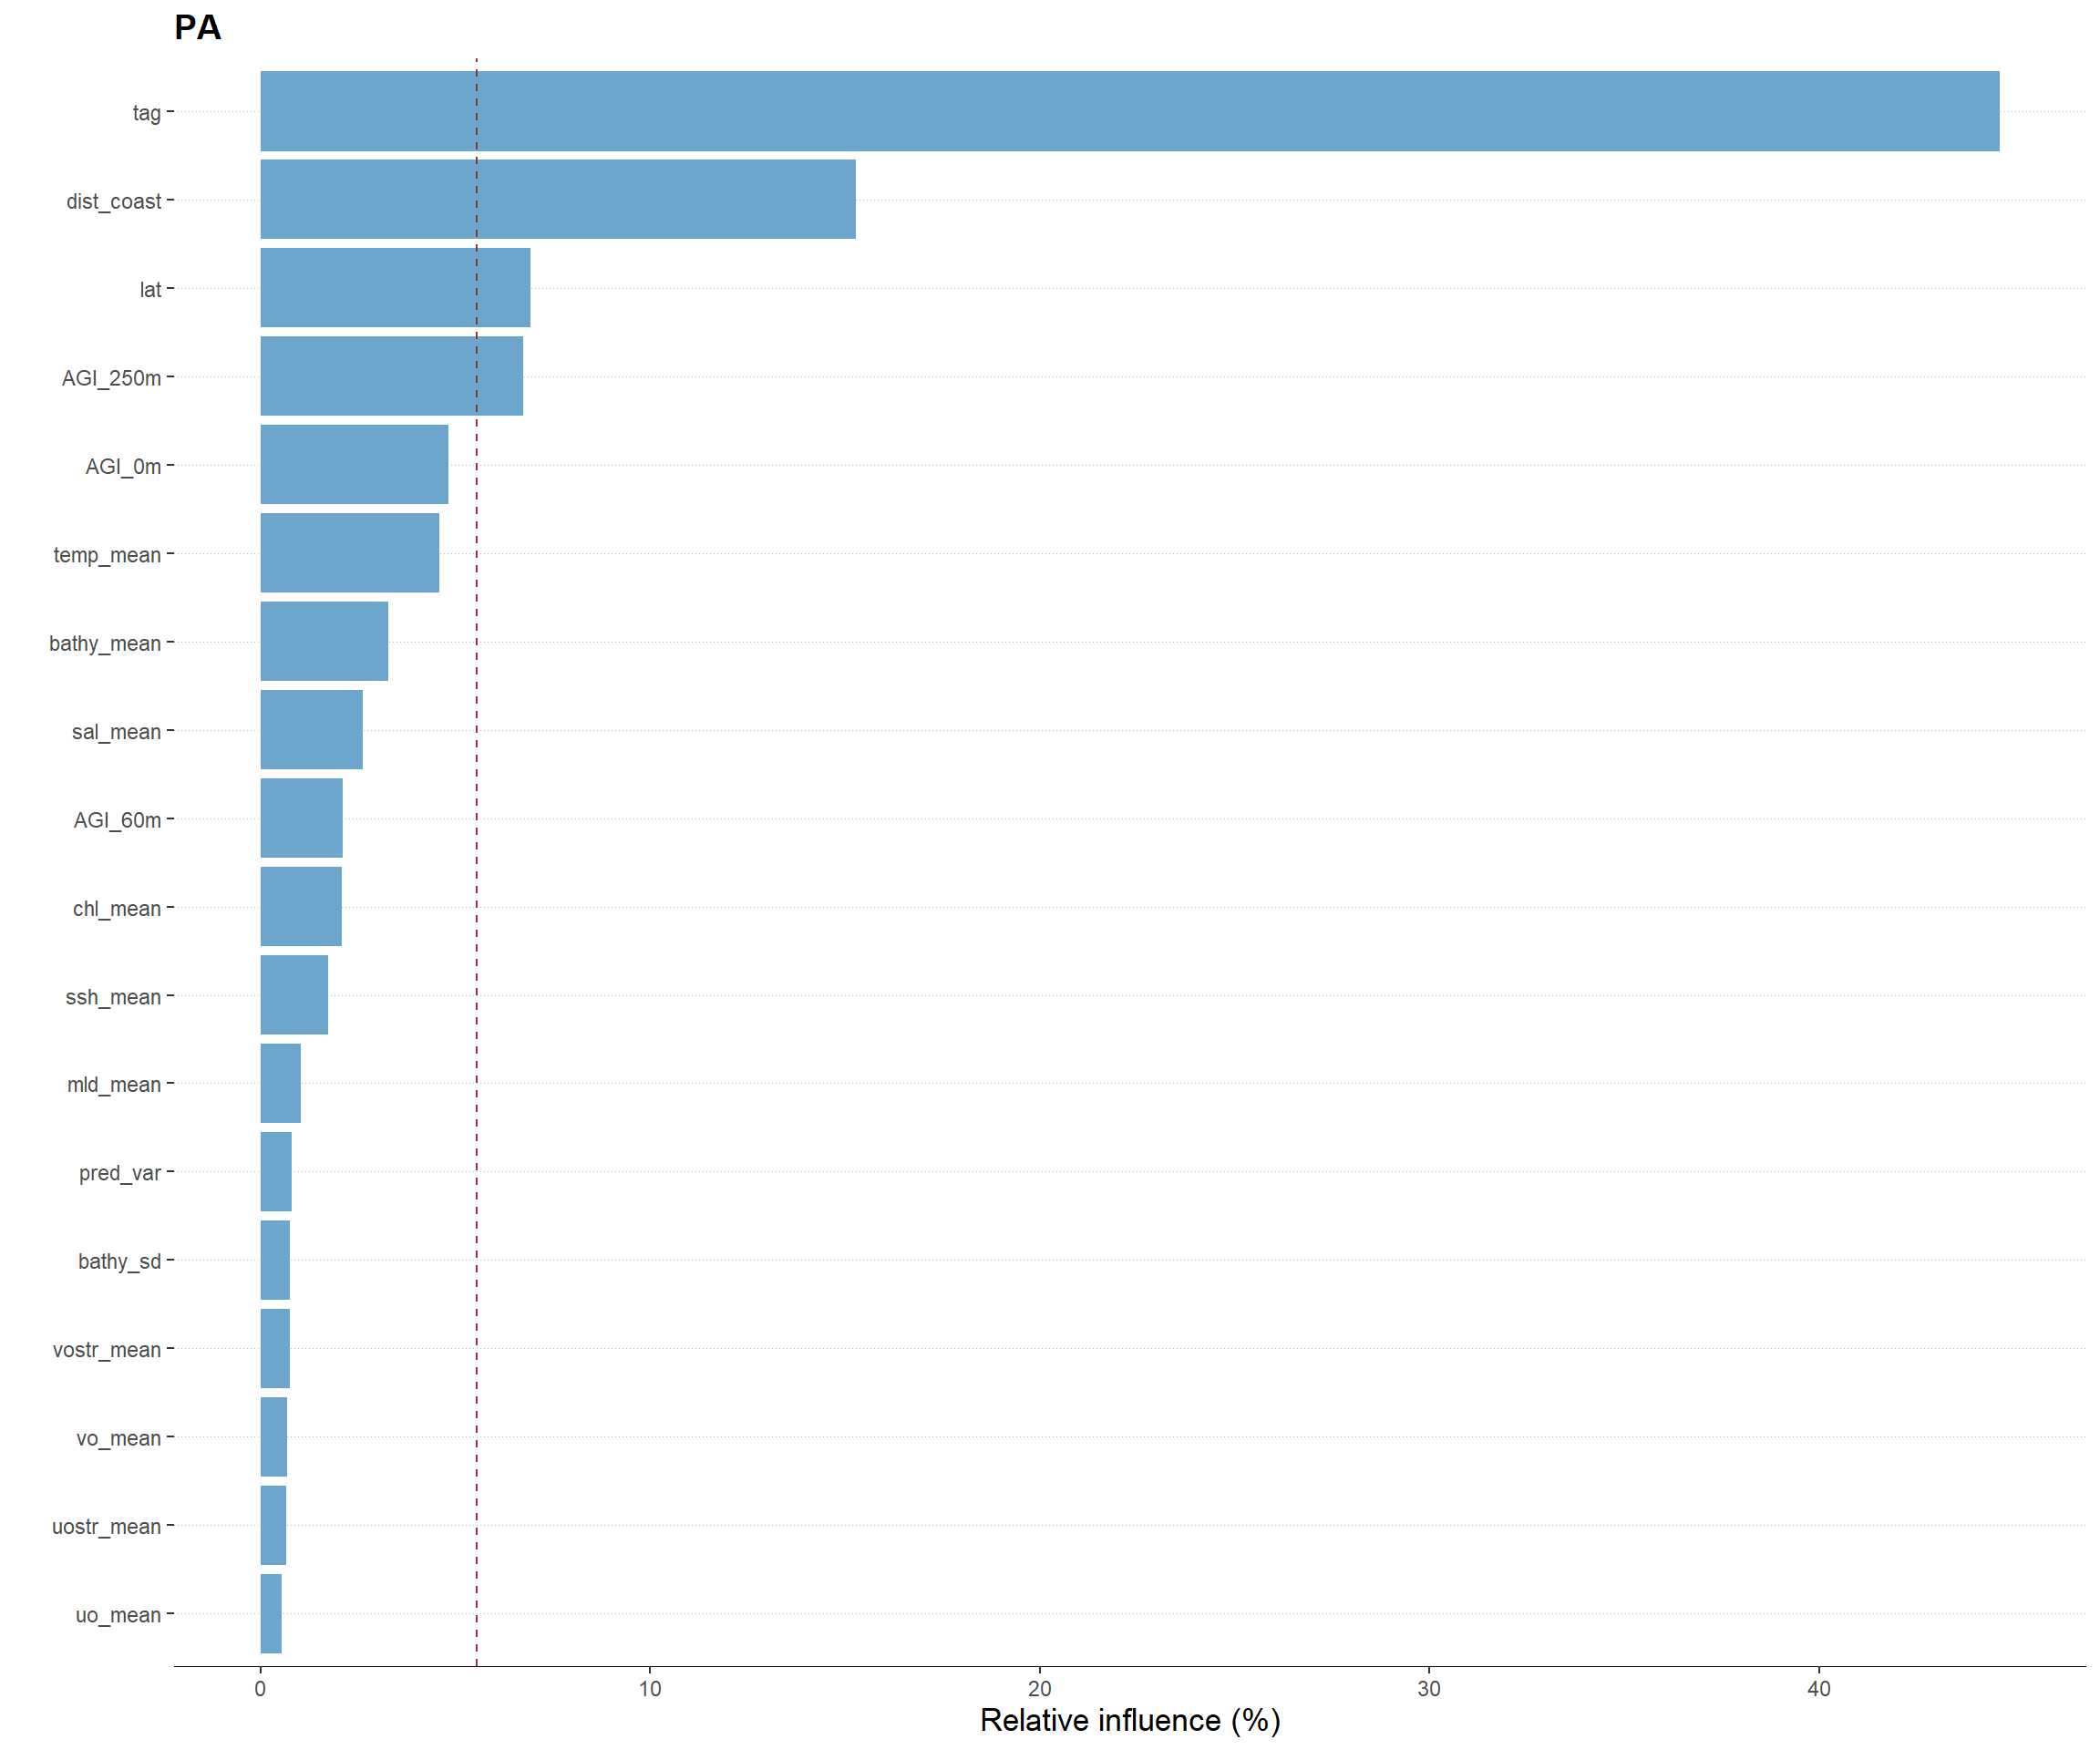 PA
tag
dist_coast
lat
AGI_250m
AGI_0m
temp_mean
bathy_mean
sal_mean
AGI_60m
chl_mean
ssh_mean
mld_mean
pred_var
bathy_sd
vostr_mean
vo_mean
uostr_mean
uo_mean
0 10 20 30 40
Relative influence (%)